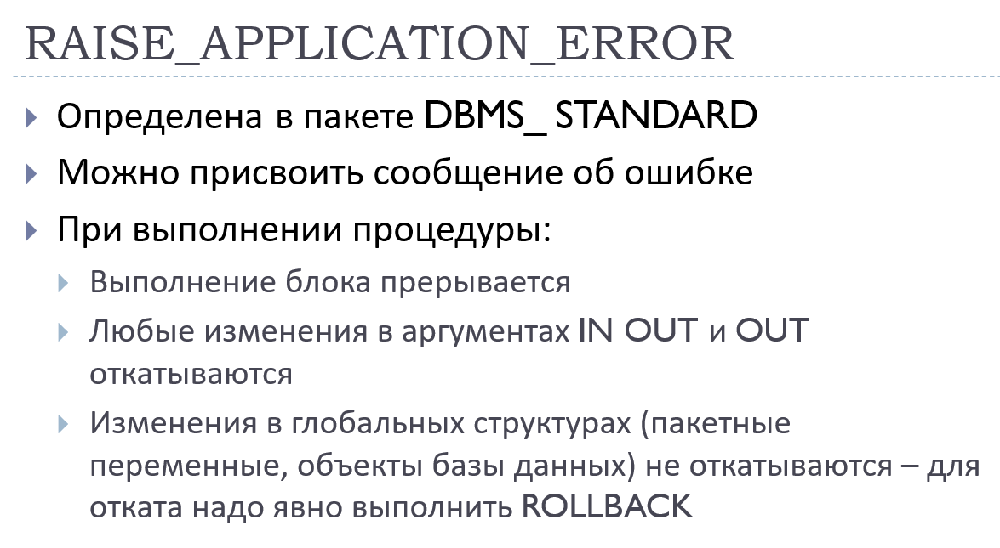 RAISE_APPLICATION_ERROR
Определена в пакете DBMS_ STANDARD
Можно присвоить сообщение об ошибке
При выполнении процедуры:
Выполнение блока прерывается
Любые изменения в аргументах IN OUT и OUT
откатываются
Изменения в глобальных структурах (пакетные
переменные, объекты базы данных) не откатываются – для
отката надо явно выполнить ROLLBACK